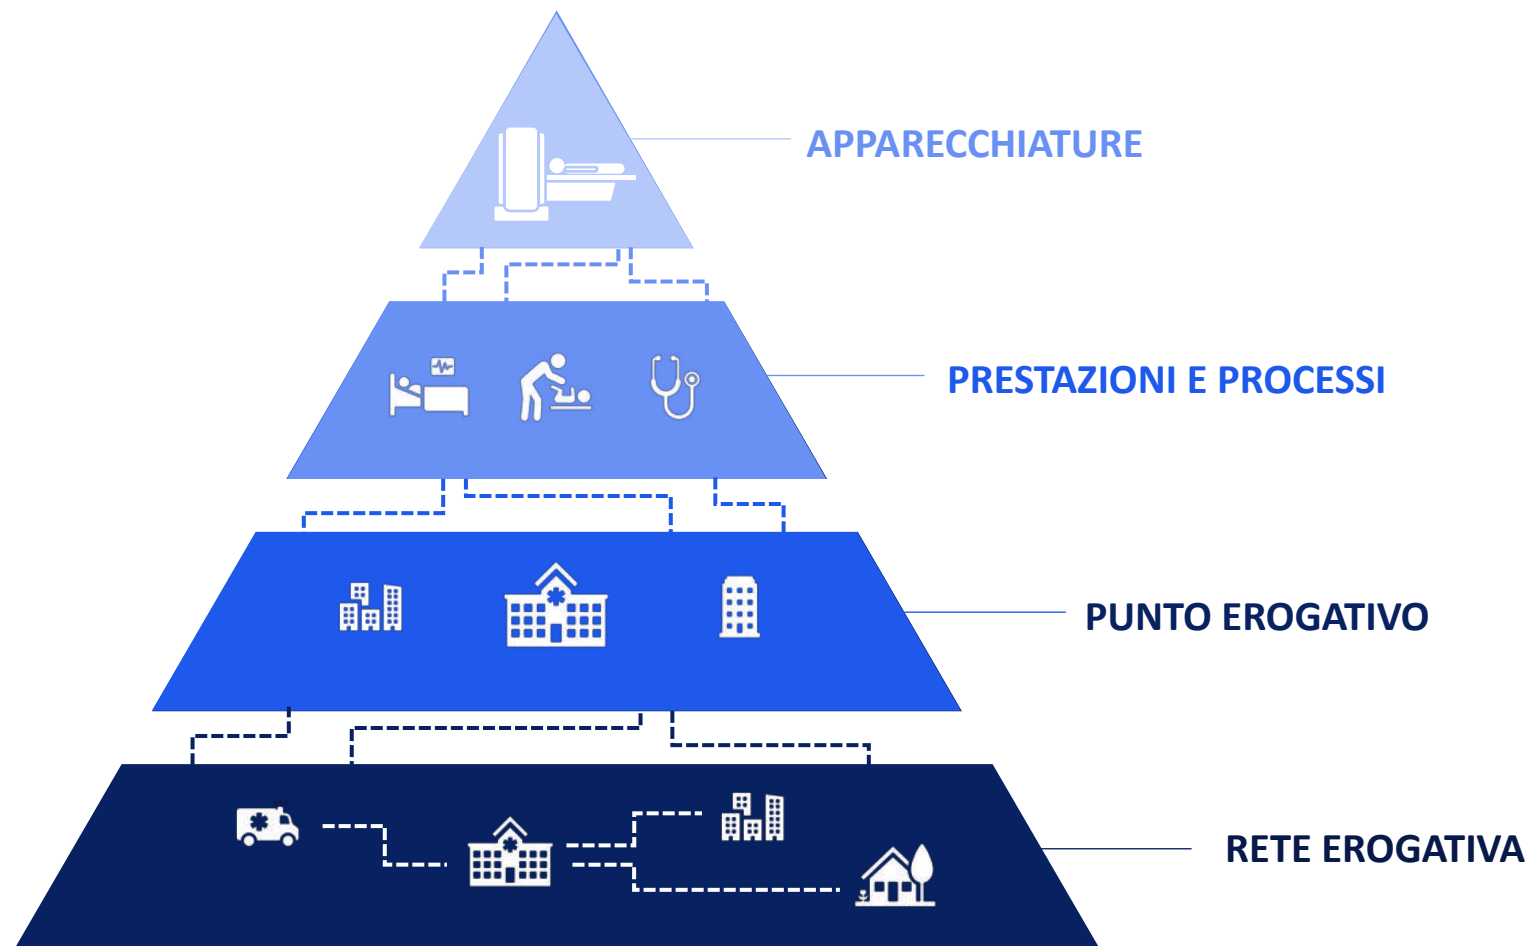 APPARECCHIATURE
PRESTAZIONI E PROCESSI
PUNTO EROGATIVO
RETE EROGATIVA